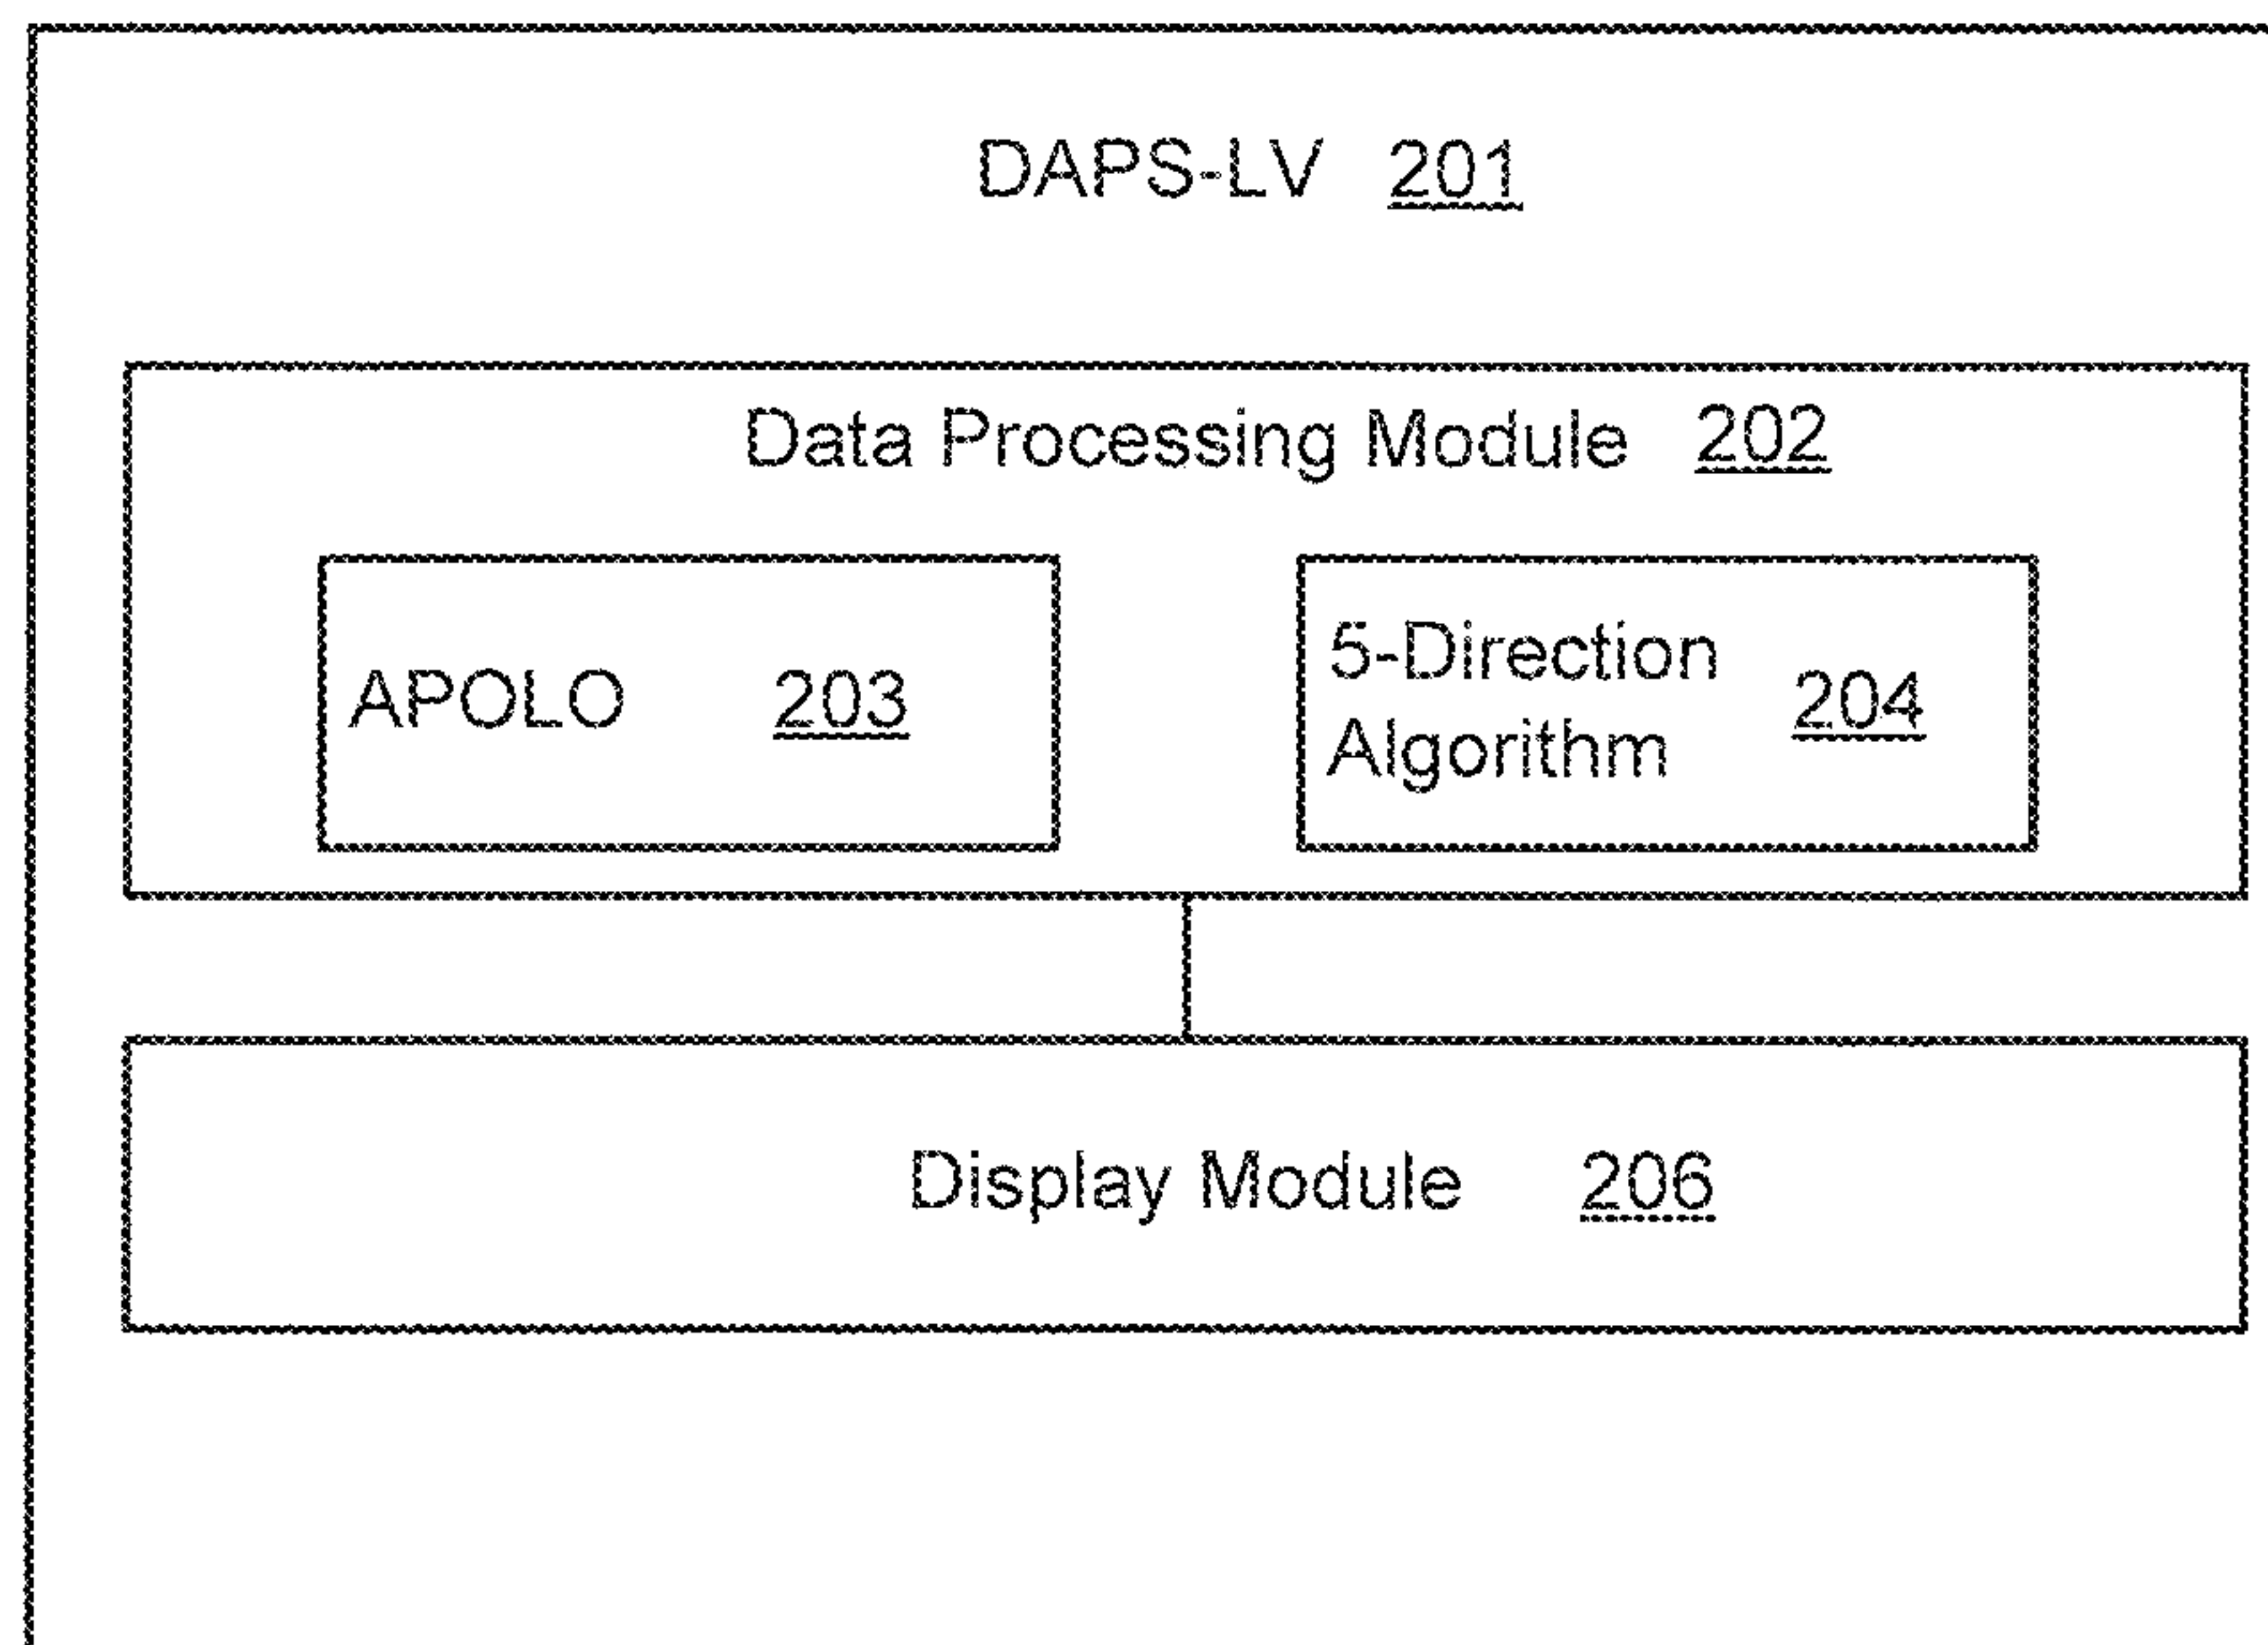 DAPS-LV 201
Data Processing Module 202
APOLO 203
5-Direction
Algorithm 204
Display Module 206